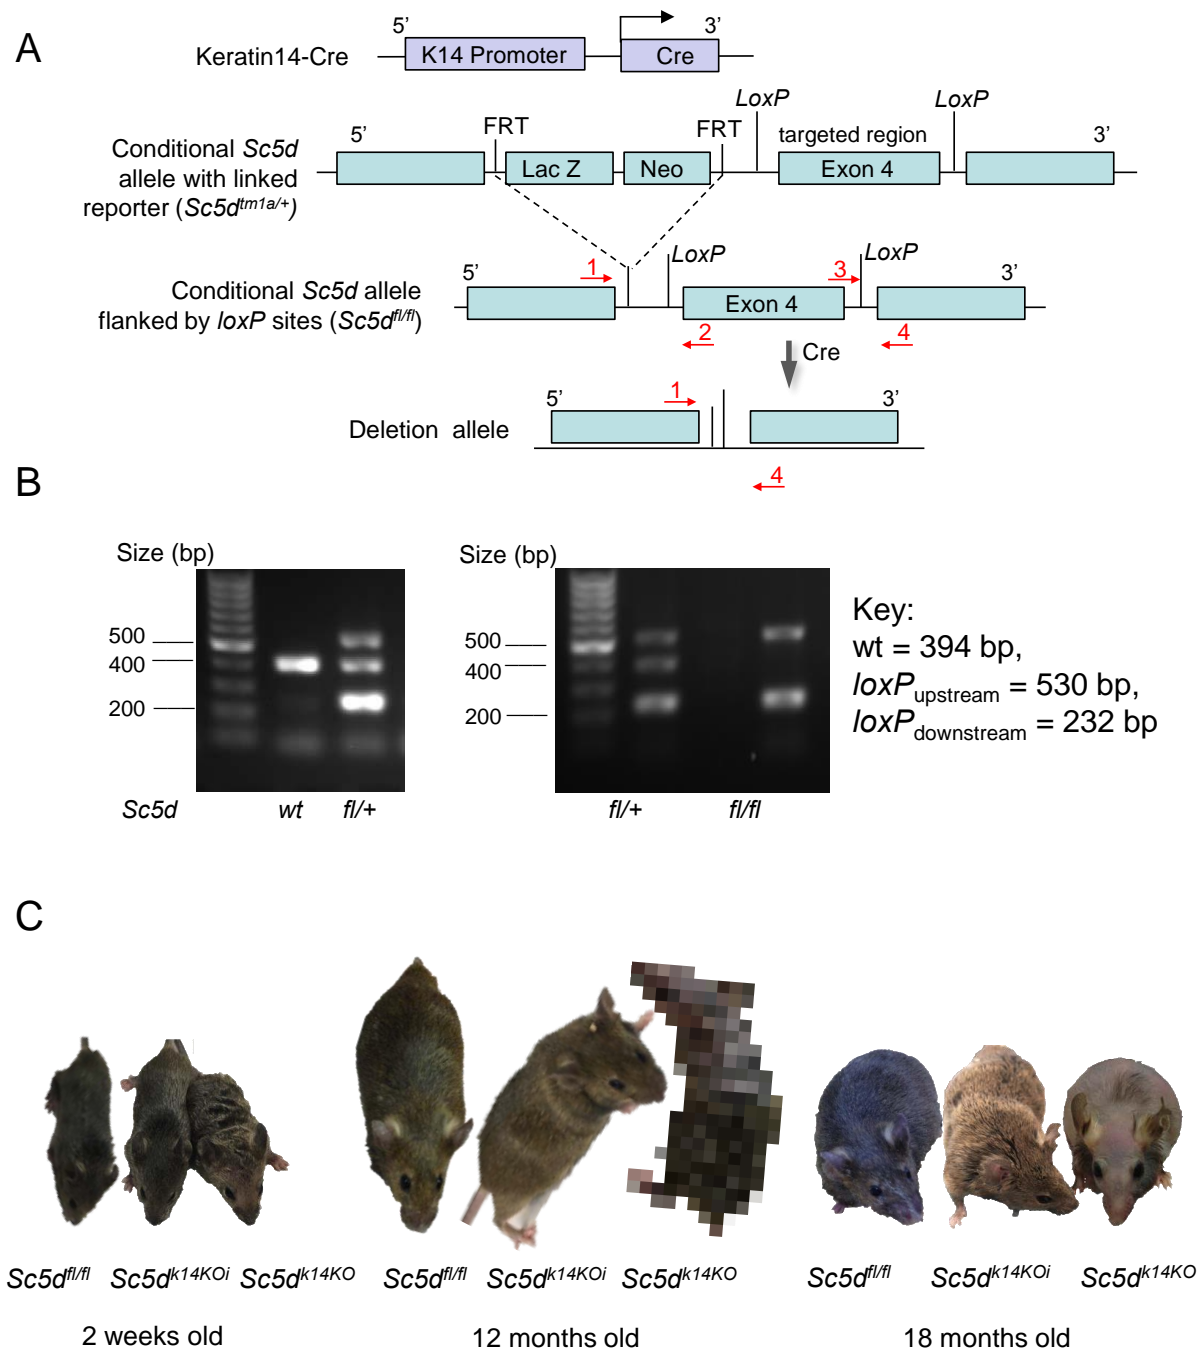 A
5’
3’
Keratin14-Cre
K14 Promoter
Cre
LoxP
LoxP
5’
FRT
FRT
targeted region
3’
Conditional Sc5d
allele with linked
reporter (Sc5dtm1a/+)
Lac Z
Neo
Exon 4
5’
1
LoxP
3
LoxP
3’
Conditional Sc5d allele
flanked by loxP sites (Sc5dfl/fl)
Exon 4
2
4
Cre
5’
1
3’
Deletion allele
4
B
Size (bp)
500
400
200
Sc5d
wt
fl/+
Size (bp)
500
400
200
fl/+
fl/fl
Key:
wt = 394 bp,
loxPupstream = 530 bp,
loxPdownstream = 232 bp
C
Sc5dfl/fl
Sc5dk14KOi
Sc5dk14KO
Sc5dfl/fl
Sc5dk14KOi
Sc5dk14KO
Sc5dfl/fl
Sc5dk14KOi
Sc5dk14KO
2 weeks old
12 months old
18 months old